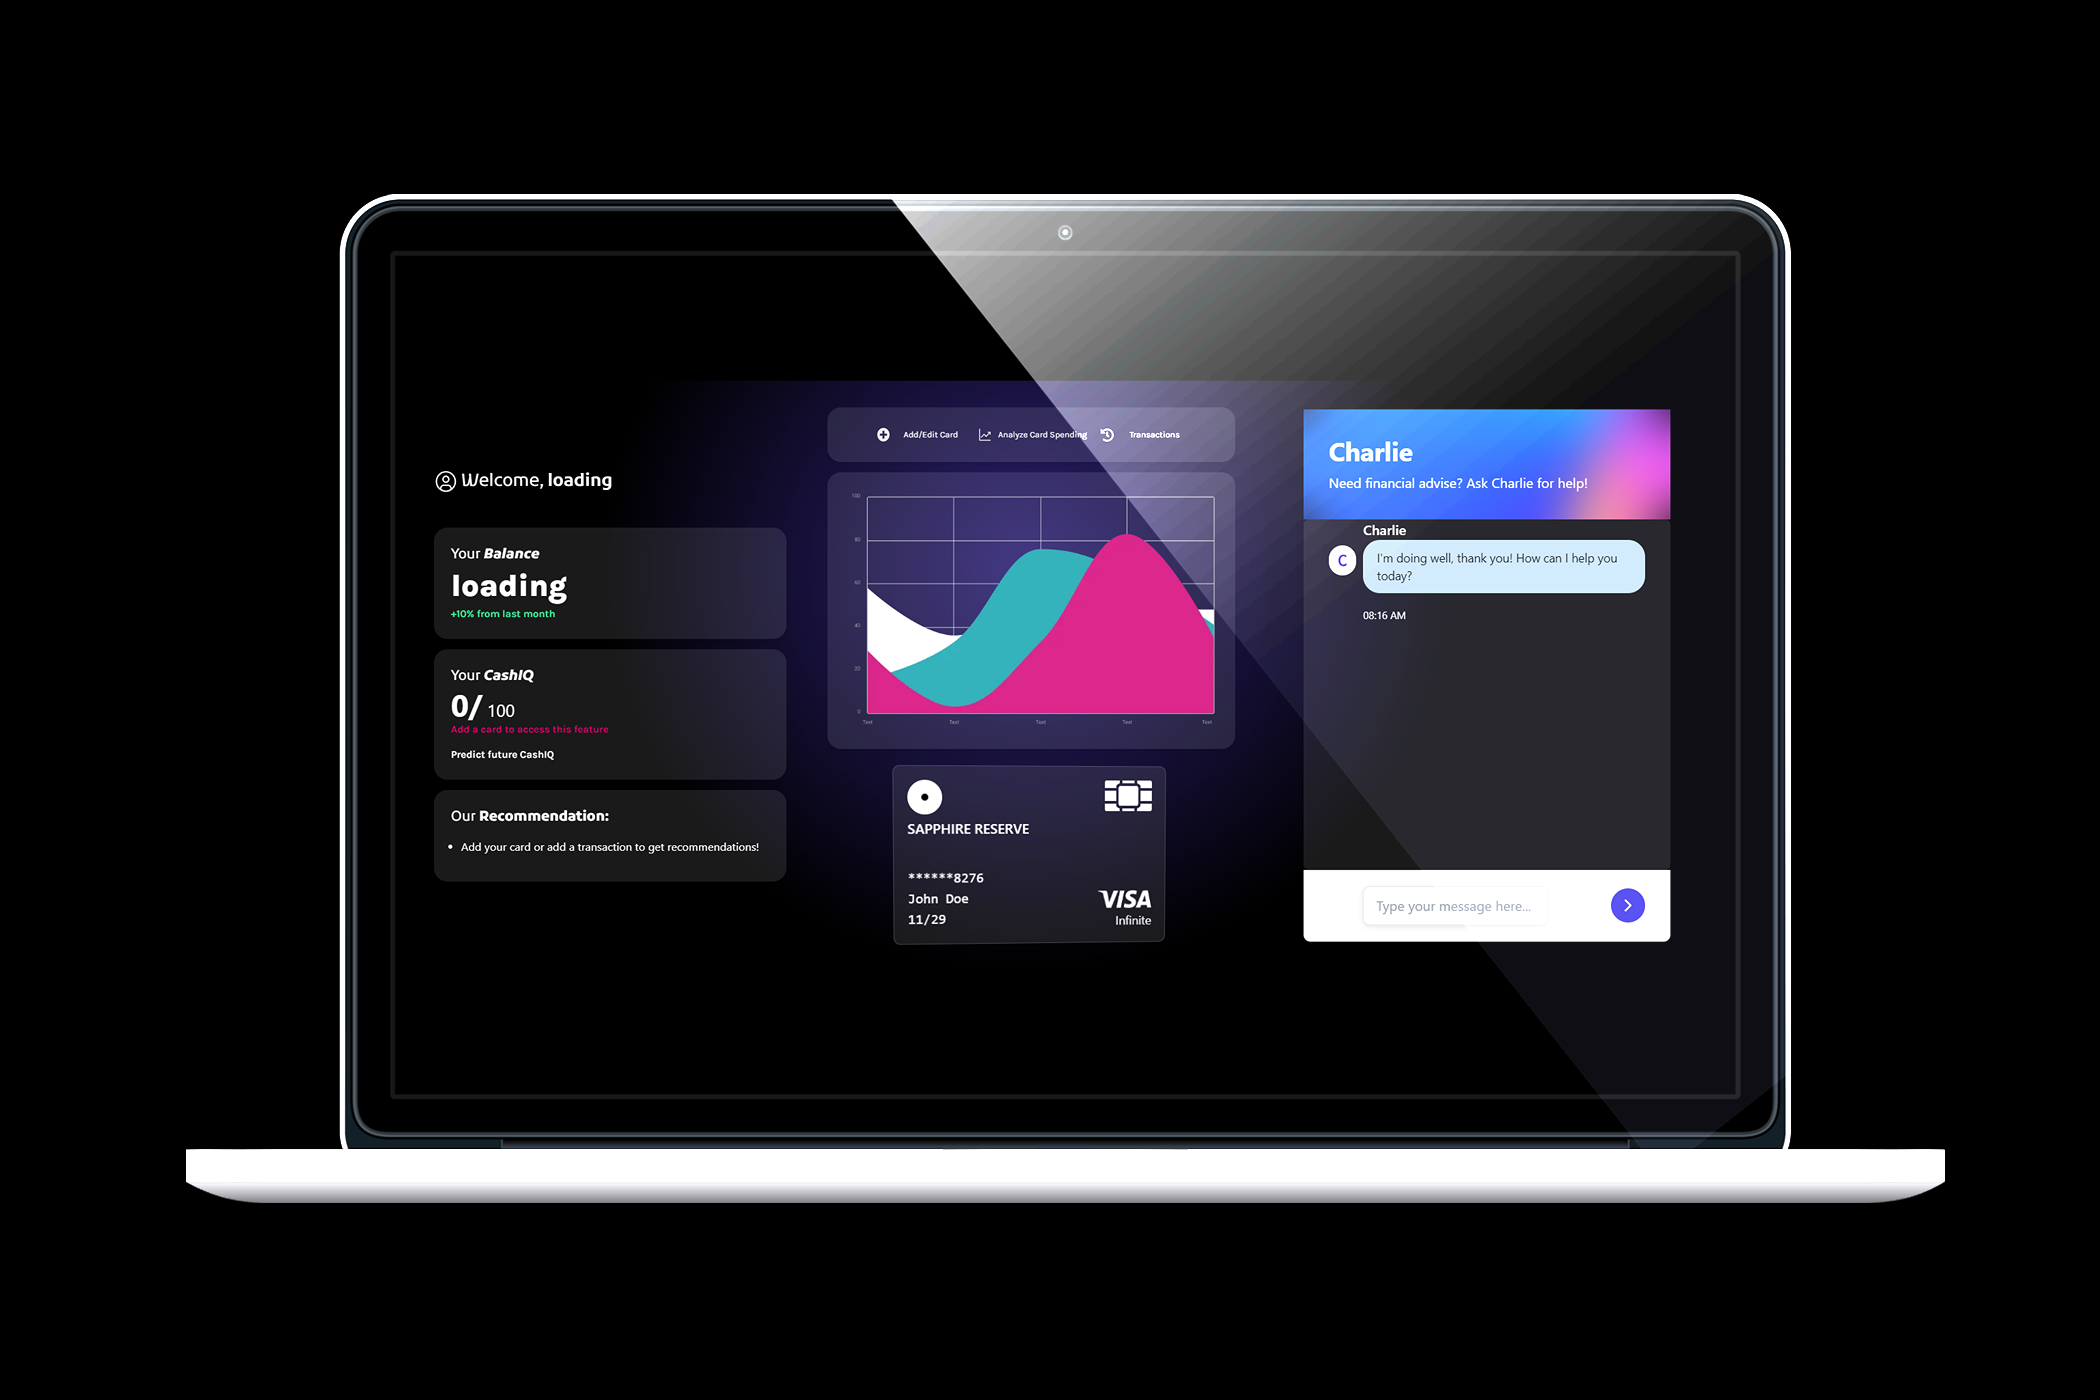 Welcome, loading
Your Balance
loading
+10% from last month
Your CashIQ
0/ 100
Add a card to access this feature
Predict future CashIQ
Our Recommendation:
• Add your card or add a transaction to get recommendations!
Add/Edit Card
Analyze Card Spending
Transactions
100
80
60
40
20
0
Text Text Text Text Text
SAPPHIRE RESERVE
******8276
John Doe
11/29
VISA
Infinite
Charlie
Need financial advise? Ask Charlie for help!
Charlie
C
I'm doing well, thank you! How can I help you
today?
08:16 AM
Type your message here...